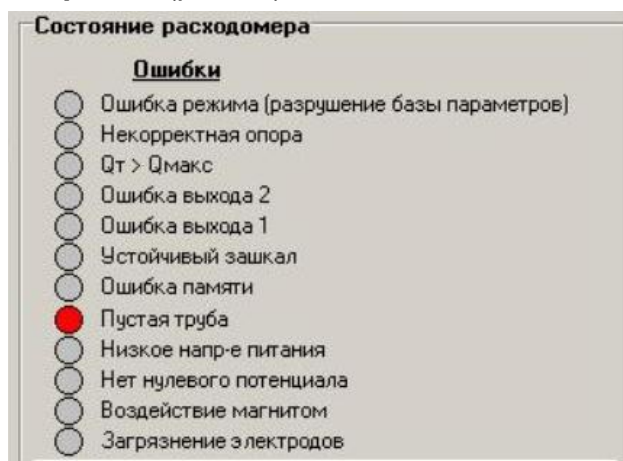 Состояние расходомера
Ошибки
Ошибка режима (разрушение базы параметров)
Некорректная опора
Qт > Qмакс
Ошибка выхода 2
Ошибка выхода 1
Устойчивый зашкал
Ошибка памяти
Пустая труба
Низкое напр-е питания
Нет нулевого потенциала
Воздействие магнитом
Загрязнение электродов